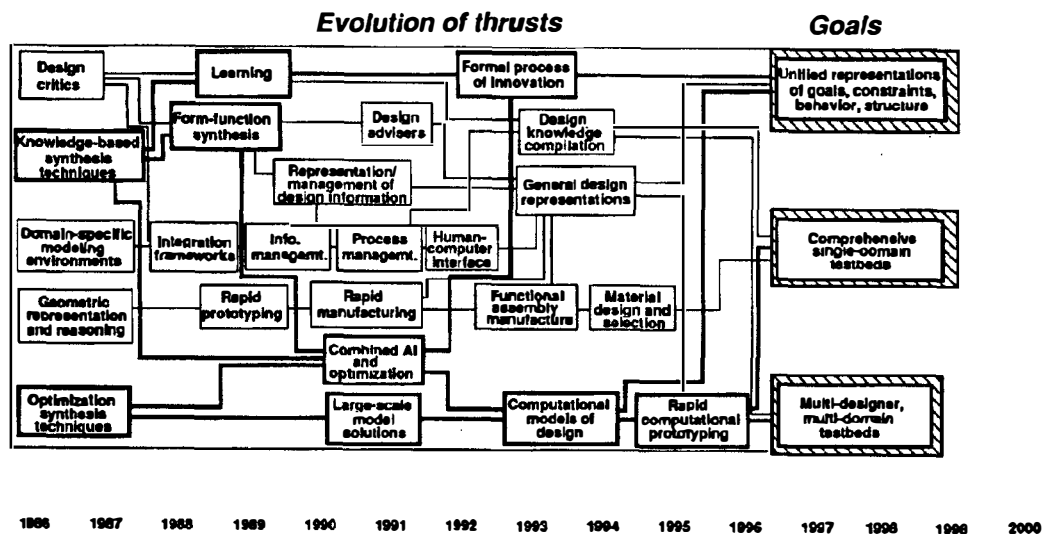 Evolution of thrusts
Goals
Design
critics
Learning
Formal process
of innovation
Unified representations
of goals, constraints,
behavior, structure
Form-function
synthesis
Design
advisers
Design
knowledge
compilation
Knowledge-based
synthesis
techniques
Representation/
management of
design information
General design
representations
Domain-specific
modeling
environments
Integration
frameworks
Info.
managemt.
Process
managemt.
Human-
computer
interface
Comprehensive
single-domain
testbeds
Geometric
representation
and reasoning
Rapid
prototyping
Rapid
manufacturing
Functional
assembly
manufacture
Material
design and
selection
Combined AI
and
optimization
Optimization
synthesis
techniques
Large-scale
model
solutions
Computational
models of
design
Rapid
computational
prototyping
Multi-designer,
multi-domain
testbeds
1986 1987 1988 1989 1990 1991 1992 1993 1994 1995 1996 1997 1998 1998 2000